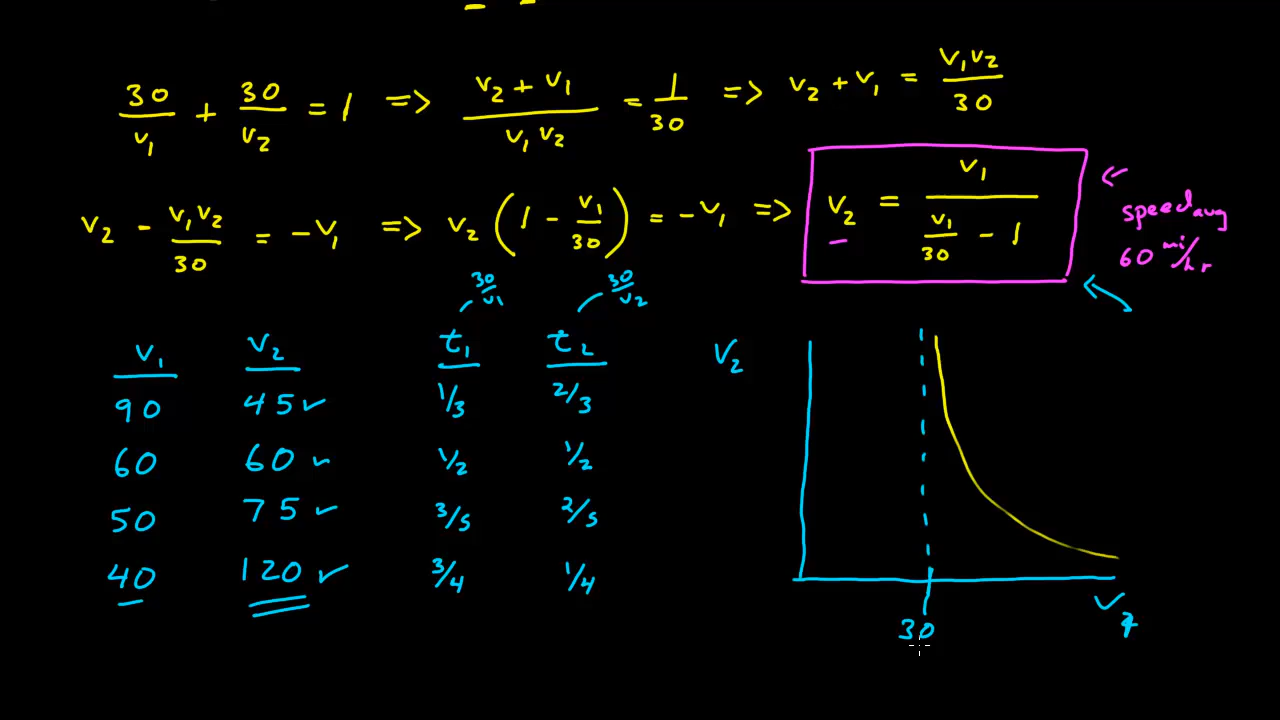 30/v₁ + 30/v₂ = 1 => (v₂ + v₁)/(v₁ v₂) = 1/30 => v₂ + v₁ = v₁v₂/30
v₂ - v₁v₂/30 = -v₁ => v₂ (1 - v₁/30) = -v₁ => v₂ = v₁/(v₁/30 - 1)
speed avg
60 mi/hr
30/v1 30/v2
v₁ v₂ t₁ t₂
90 45 ✓ 1/3 2/3
60 60 ✓ 1/2 1/2
50 75 ✓ 3/5 2/5
40 120 ✓ 3/4 1/4
V₂
30